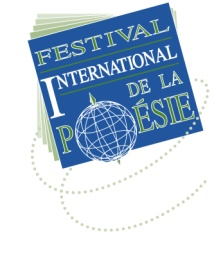 FESTIVAL
INTERNATIONAL
DE LA
POÉSIE